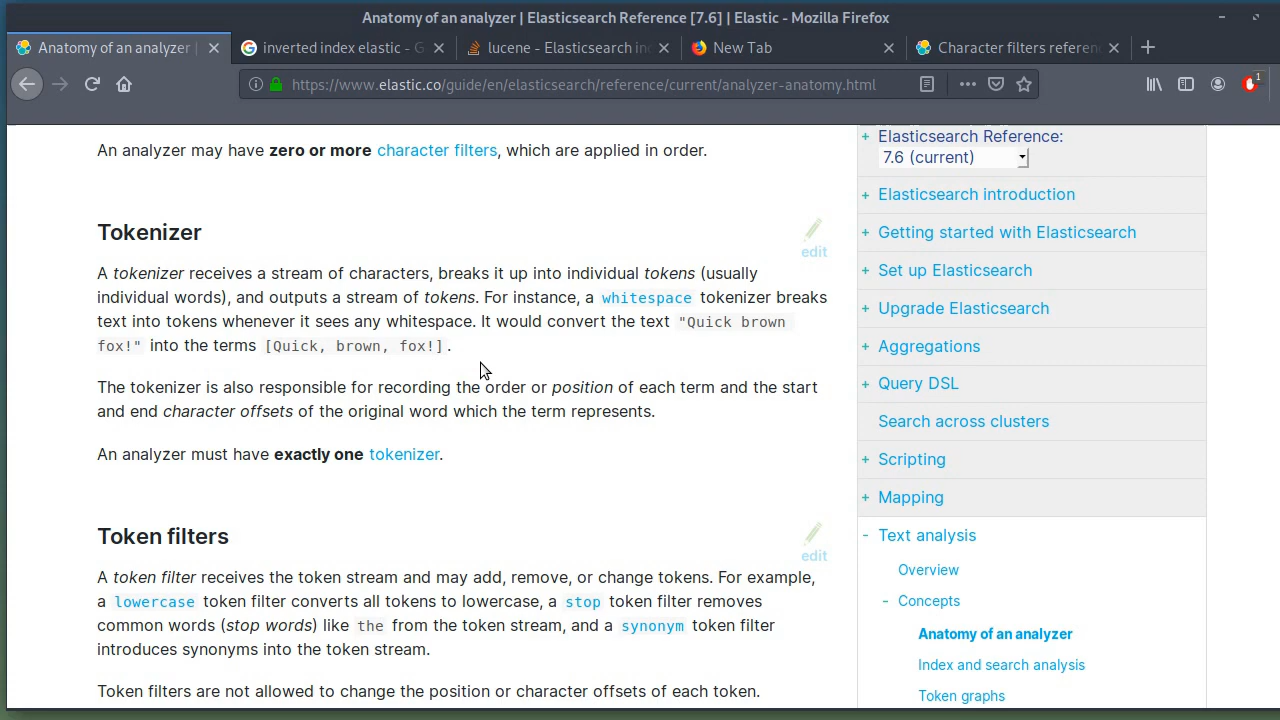 Anatomy of an analyzer | Elasticsearch Reference [7.6] | Elastic - Mozilla Firefox
Anatomy of an analyzer
inverted index elastic - G
lucene - Elasticsearch in
New Tab
Character filters referen
https://www.elastic.co/guide/en/elasticsearch/reference/current/analyzer-anatomy.html
1
An analyzer may have zero or more character filters, which are applied in order.
Tokenizer
edit
A tokenizer receives a stream of characters, breaks it up into individual tokens (usually
individual words), and outputs a stream of tokens. For instance, a whitespace tokenizer breaks
text into tokens whenever it sees any whitespace. It would convert the text "Quick brown
fox!" into the terms [Quick, brown, fox!].
The tokenizer is also responsible for recording the order or position of each term and the start
and end character offsets of the original word which the term represents.
An analyzer must have exactly one tokenizer.
Token filters
edit
A token filter receives the token stream and may add, remove, or change tokens. For example,
a lowercase token filter converts all tokens to lowercase, a stop token filter removes
common words (stop words) like the from the token stream, and a synonym token filter
introduces synonyms into the token stream.
Token filters are not allowed to change the position or character offsets of each token.
+ Elasticsearch Reference:
7.6 (current)
+ Elasticsearch introduction
+ Getting started with Elasticsearch
+ Set up Elasticsearch
+ Upgrade Elasticsearch
+ Aggregations
+ Query DSL
Search across clusters
+ Scripting
+ Mapping
- Text analysis
Overview
- Concepts
Anatomy of an analyzer
Index and search analysis
Token graphs